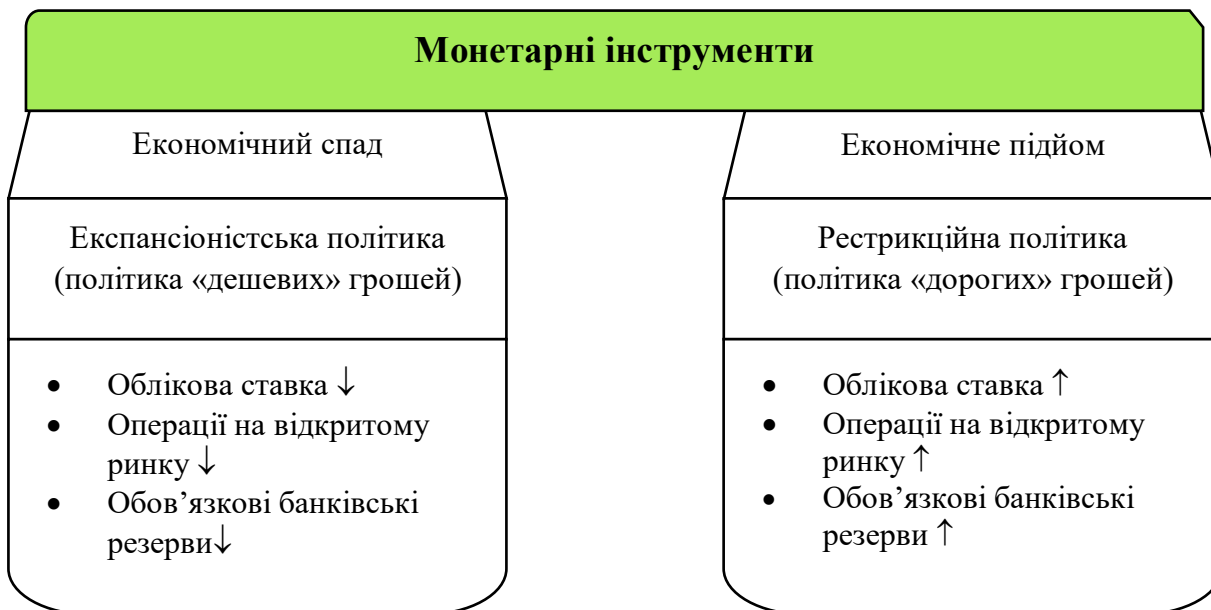 Монетарні інструменти
Економічний спад
Експансіоністська політика
(політика «дешевих» грошей)
• Облікова ставка ↓
• Операції на відкритому
ринку ↓
• Обов’язкові банківські
резерви↓
Економічне підйом
Рестрикційна політика
(політика «дорогих» грошей)
• Облікова ставка ↑
• Операції на відкритому
ринку ↑
• Обов’язкові банківські
резерви ↑